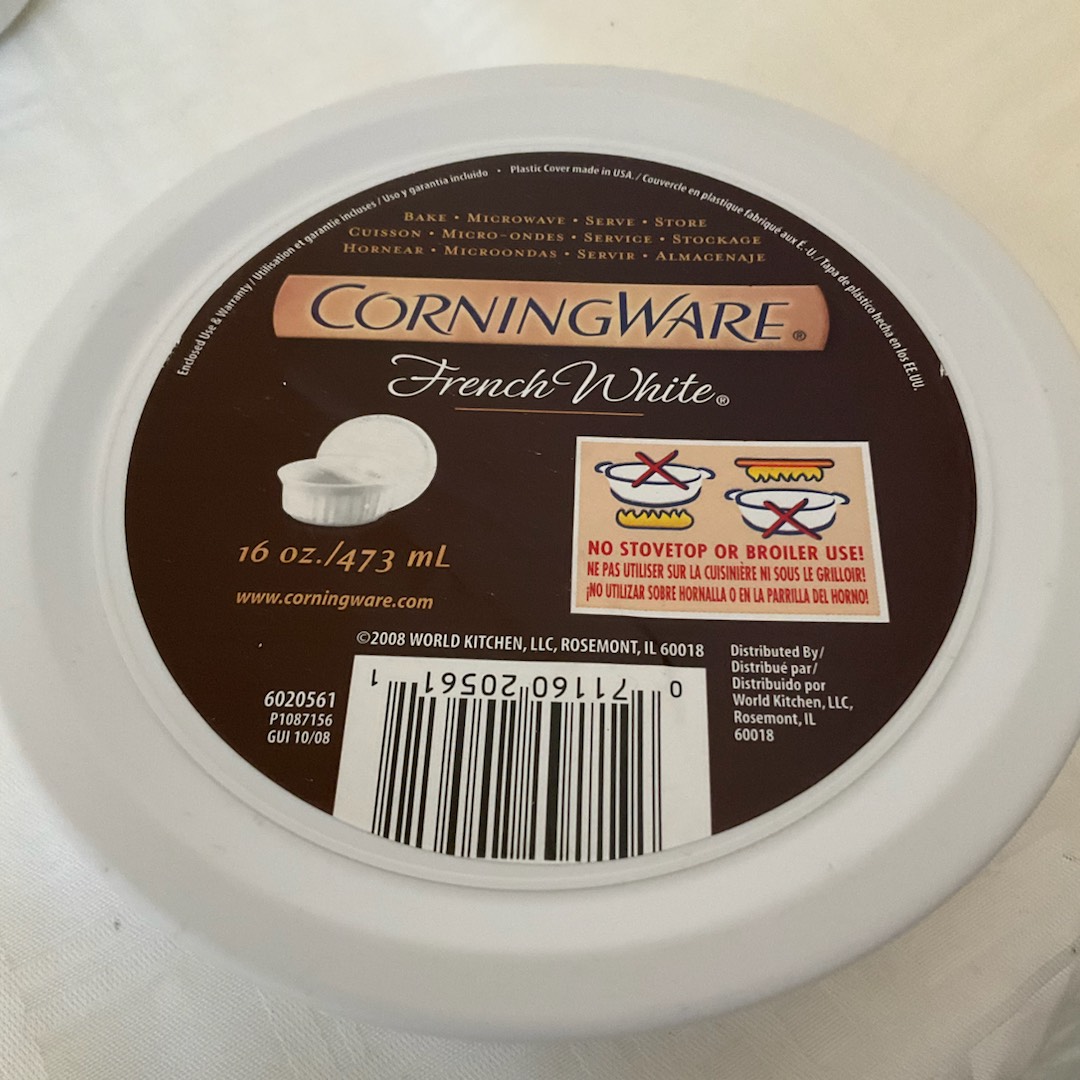 Enclosed Use & Warranty / Utilisation et garantie incluses / Uso y garantía incluido • Plastic Cover made in USA. / Couvercle en plastique fabriqué aux É.-U. / Tapa de plástico hecha en los EE.UU.
BAKE • MICROWAVE • SERVE • STORE
CUISSON • MICRO-ONDES • SERVICE • STOCKAGE
HORNEAR • MICROONDAS • SERVIR • ALMACENAJE
CORNINGWARE®
French White®
16 oz./473 mL
www.corningware.com
NO STOVETOP OR BROILER USE!
NE PAS UTILISER SUR LA CUISINIÈRE NI SOUS LE GRILLOIR!
¡NO UTILIZAR SOBRE HORNALLA O EN LA PARRILLA DEL HORNO!
©2008 WORLD KITCHEN, LLC, ROSEMONT, IL 60018
Distributed By/
Distribué par/
Distribuido por
World Kitchen, LLC,
Rosemont, IL
60018
6020561
P1087156
GUI 10/08
0 71160 20561 1